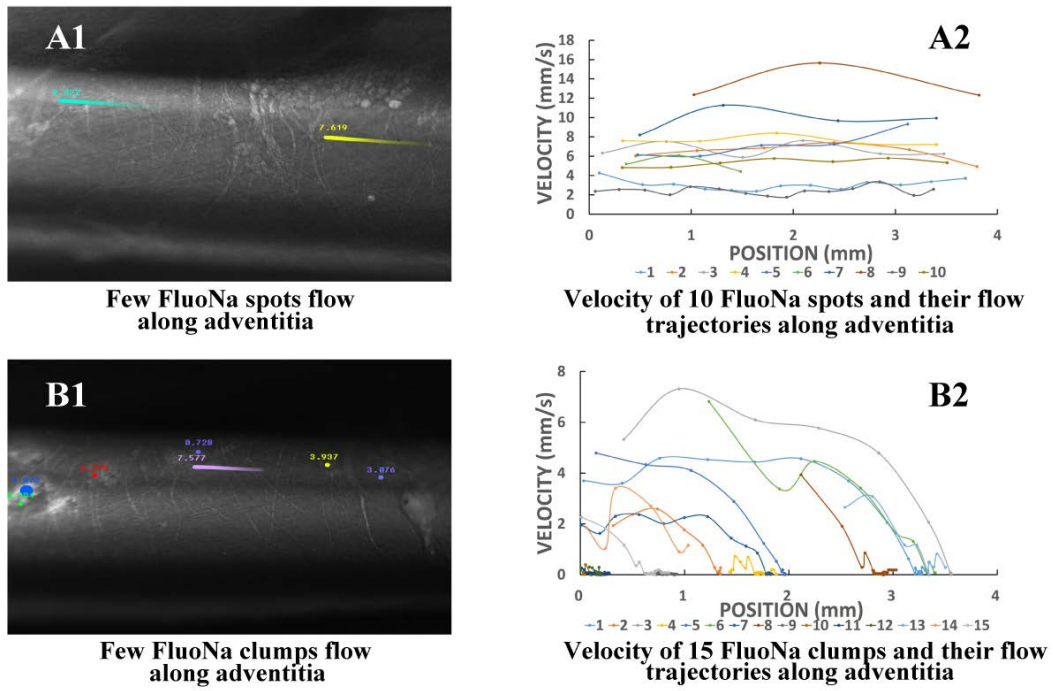 A1
7.619
Few FluoNa spots flow
along adventitia
A2
VELOCITY (mm/s)
18
16
14
12
10
8
6
4
2
0
0 1 2 3 4
POSITION (mm)
1 2 3 4 5 6 7 8 9 10
Velocity of 10 FluoNa spots and their flow
trajectories along adventitia
B1
0.728
7.577
3.937
3.076
Few FluoNa clumps flow
along adventitia
B2
VELOCITY (mm/s)
8
6
4
2
0
0 1 2 3 4
POSITION (mm)
1 2 3 4 5 6 7 8 9 10 11 12 13 14 15
Velocity of 15 FluoNa clumps and their flow
trajectories along adventitia